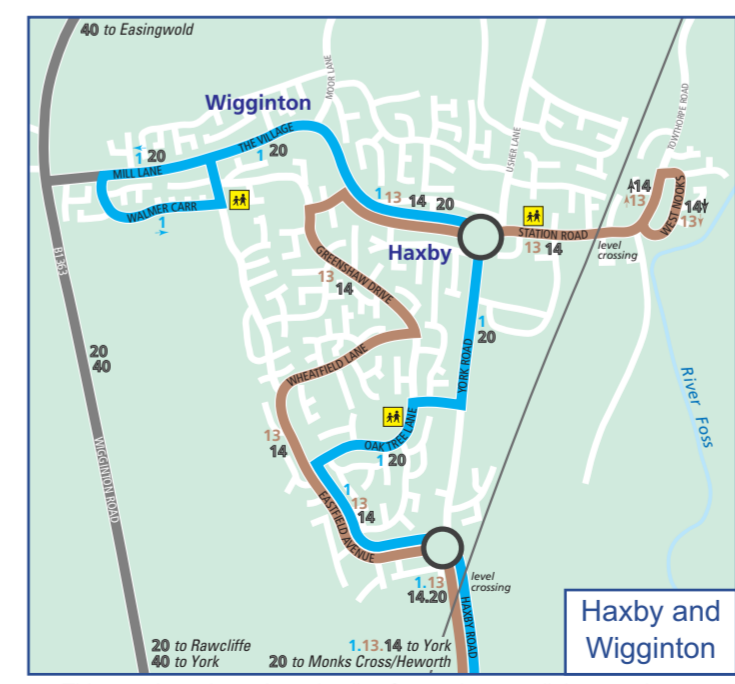 40 to Easingwold
MOOR LANE
Wigginton
TOWTHORPE ROAD
USHER LANE
THE VILLAGE
1 20
1 20
MILL LANE
WALMER CARR
1
1 13 14 20
14
13
WEST NOOKS
14
13
STATION ROAD
13 14
level
crossing
Haxby
GREENSHAW DRIVE
13
14
B1363
1
20
YORK ROAD
20
40
WHEATFIELD LANE
River Foss
13
14
OAK TREE LANE
1 20
WIGGINTON ROAD
1
13
14
EASTFIELD AVENUE
level
crossing
1.13
14.20
HAXBY ROAD
Haxby and
Wigginton
20 to Rawcliffe
40 to York
1.13.14 to York
20 to Monks Cross/Heworth